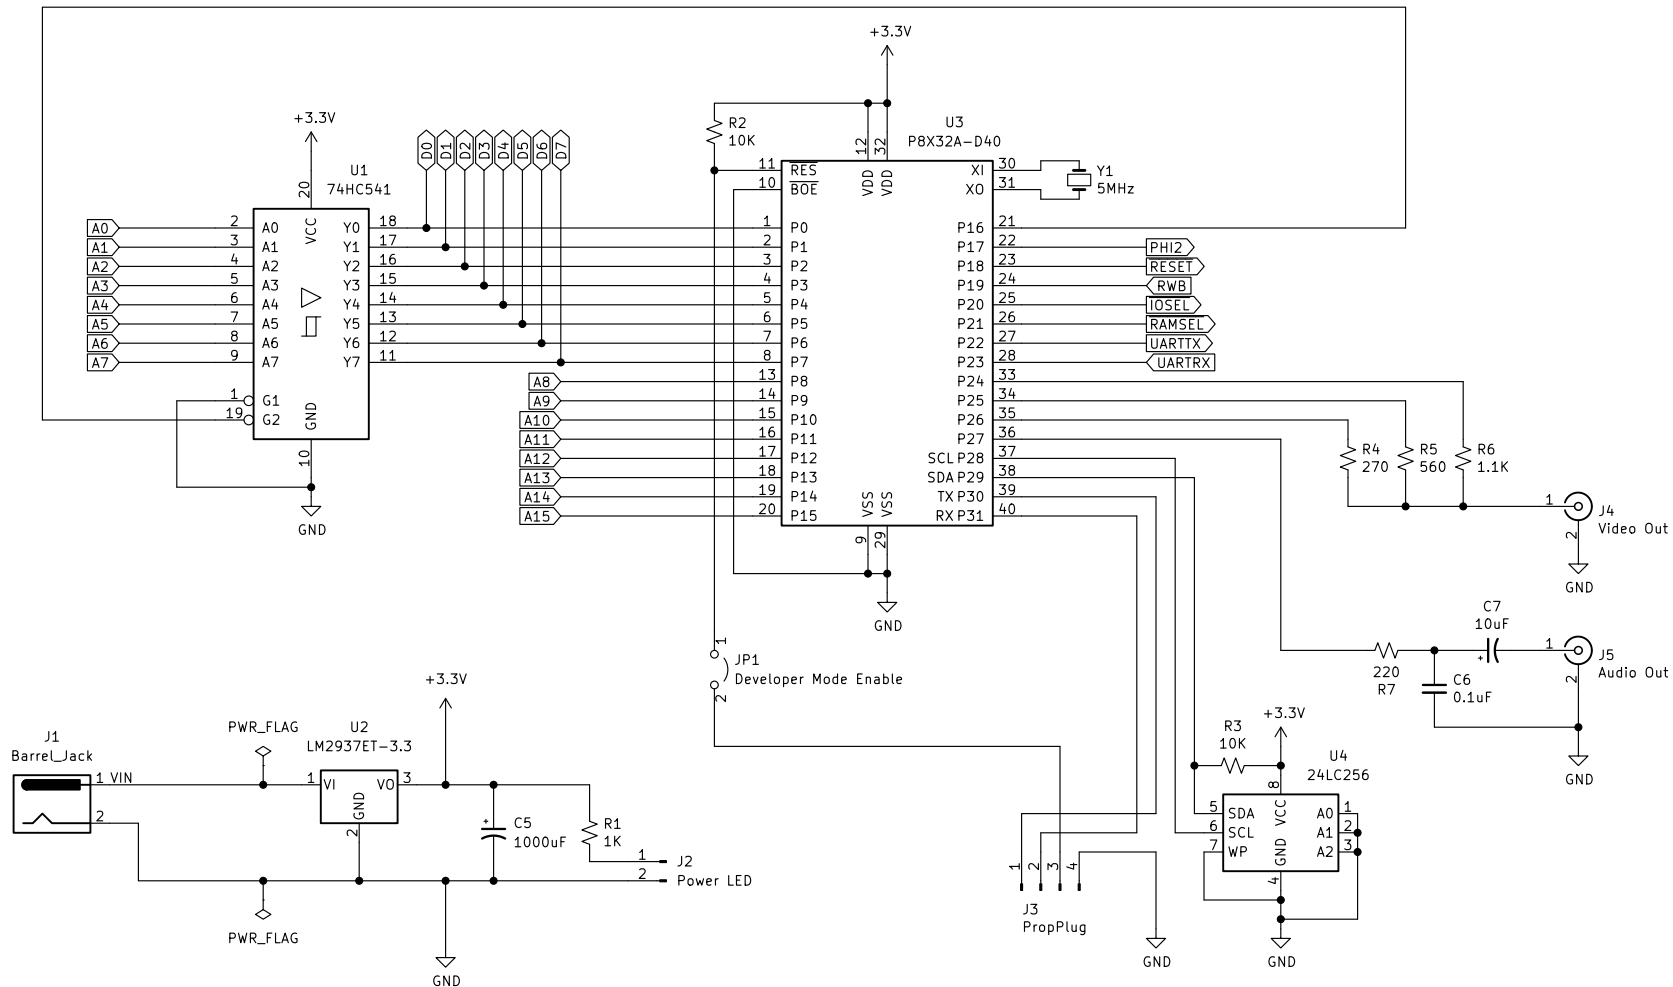 +3.3V
+3.3V
R2
10K
U3
P8X32A-D40
12
32
VDD
VDD
11
RES
10
BOE
XI
30
XO
31
Y1
5MHz
U1
74HC541
20
VCC
D0
D1
D2
D3
D4
D5
D6
D7
A0 2 A0 Y0 18 1 P0 P16 21
A1 3 A1 Y1 17 2 P1 P17 22 PHI2
A2 4 A2 Y2 16 3 P2 P18 23 RESET
A3 5 A3 Y3 15 4 P3 P19 24 RWB
A4 6 A4 Y4 14 5 P4 P20 25 IOSEL
A5 7 A5 Y5 13 6 P5 P21 26 RAMSEL
A6 8 A6 Y6 12 7 P6 P22 27 UARTTX
A7 9 A7 Y7 11 8 P7 P23 28 UARTRX
A8 13 P8 P24 33
1 G1 A9 14 P9 P25 34
19 G2 A10 15 P10 P26 35
GND
10
GND
A11 16 P11 P27 36
A12 17 P12 SCL P28 37
A13 18 P13 SDA P29 38
A14 19 P14 TX P30 39
A15 20 P15 RX P31 40
VSS
VSS
9
29
GND
R4
270
R5
560
R6
1.1K
1
2
J4
Video Out
GND
C7
10uF
220
R7
C6
0.1uF
1
2
J5
Audio Out
GND
1
JP1
Developer Mode Enable
2
+3.3V
PWR_FLAG
U2
LM2937ET-3.3
J1
Barrel_Jack
1 VIN
2
1 VI VO 3
GND
2
C5
1000uF
R1
1K
1 J2
2 Power LED
PWR_FLAG
GND
+3.3V
R3
10K
U4
24LC256
8
VCC
5 SDA A0 1
6 SCL A1 2
7 WP A2 3
GND
4
GND
1
2
3
4
J3
PropPlug
GND